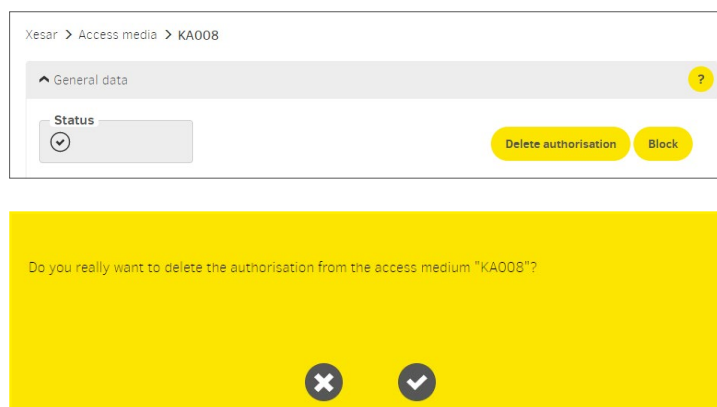 Xesar > Access media > KA008
General data
?
Status
Delete authorisation
Block
Do you really want to delete the authorisation from the access medium "KA008"?